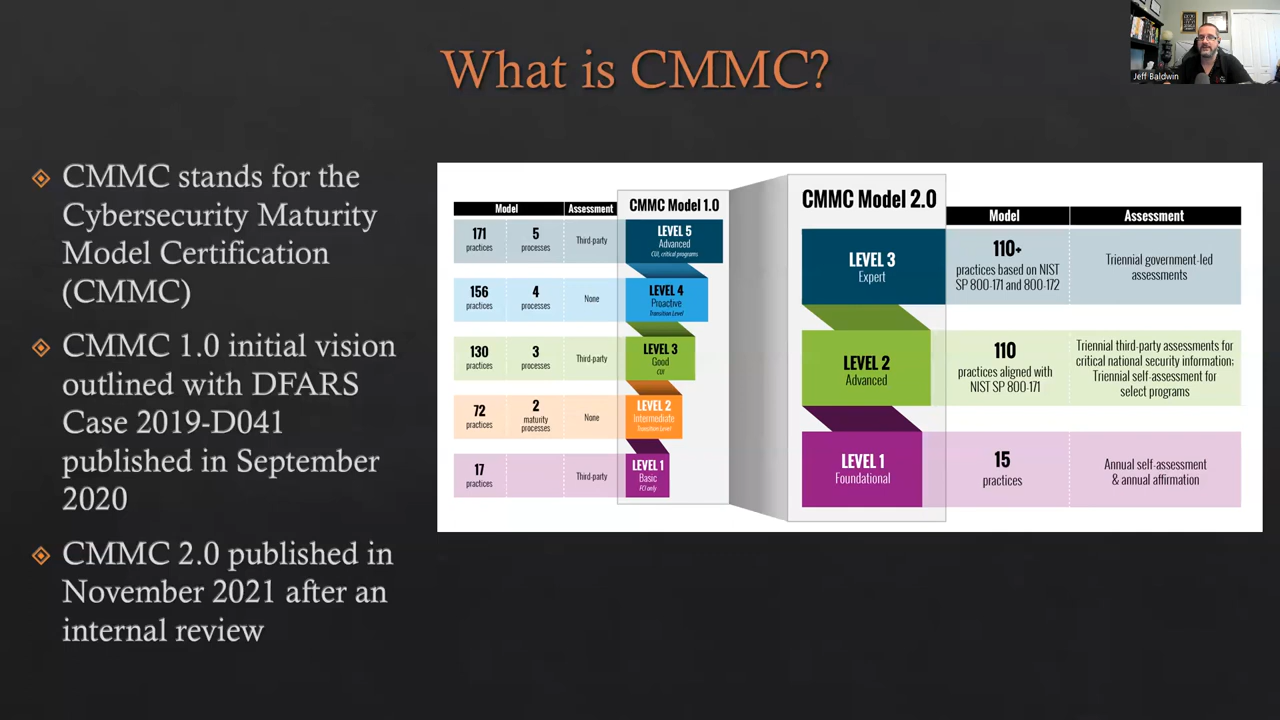 What is CMMC?
Jeff Baldwin
CMMC stands for the
Cybersecurity Maturity
Model Certification
(CMMC)
CMMC 1.0 initial vision
outlined with DFARS
Case 2019-D041
published in September
2020
CMMC 2.0 published in
November 2021 after an
internal review
Model Assessment CMMC Model 1.0
171 practices 5 processes Third-party LEVEL 5 Advanced CUI, critical programs
156 practices 4 processes None LEVEL 4 Proactive Transition Level
130 practices 3 processes Third-party LEVEL 3 Good CUI
72 practices 2 maturity processes None LEVEL 2 Intermediate Transition Level
17 practices Third-party LEVEL 1 Basic FCI only
CMMC Model 2.0 Model Assessment
LEVEL 3
Expert
110+
practices based on NIST
SP 800-171 and 800-172
Triennial government-led
assessments
LEVEL 2
Advanced
110
practices aligned with
NIST SP 800-171
Triennial third-party assessments for
critical national security information;
Triennial self-assessment for
select programs
LEVEL 1
Foundational
15
practices
Annual self-assessment
& annual affirmation